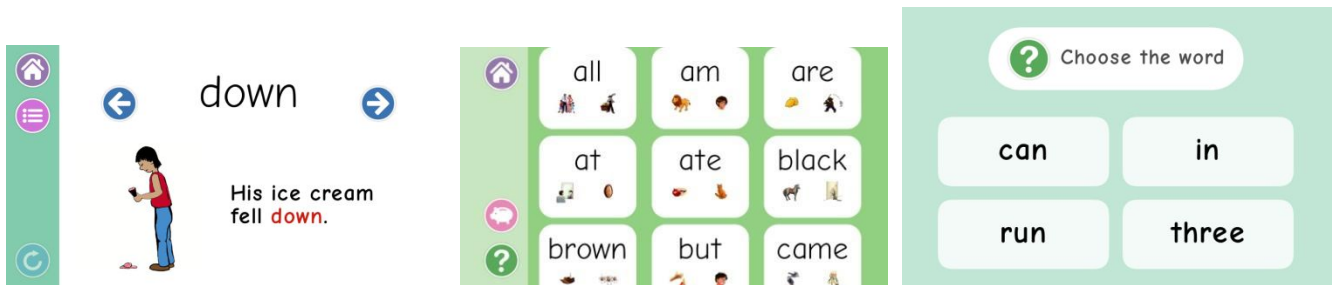 down
His ice cream
fell down.
all am are
at ate black
brown but came
? Choose the word
can in
run three
?